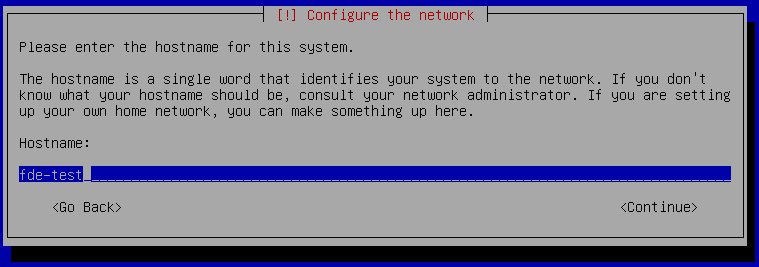 [!] Configure the network
Please enter the hostname for this system.
The hostname is a single word that identifies your system to the network. If you don't
know what your hostname should be, consult your network administrator. If you are setting
up your own home network, you can make something up here.
Hostname:
fde-test
<Go Back> <Continue>